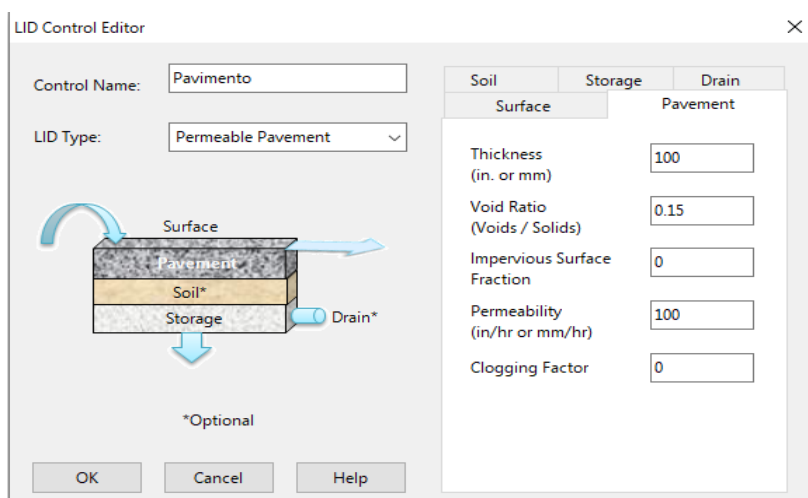 LID Control Editor
Control Name:
Pavimento
LID Type:
Permeable Pavement
Surface
Pavement
Soil*
Storage
Drain*
*Optional
OK
Cancel
Help
Soil
Storage
Drain
Surface
Pavement
Thickness
(in. or mm)
100
Void Ratio
(Voids / Solids)
0.15
Impervious Surface
Fraction
0
Permeability
(in/hr or mm/hr)
100
Clogging Factor
0